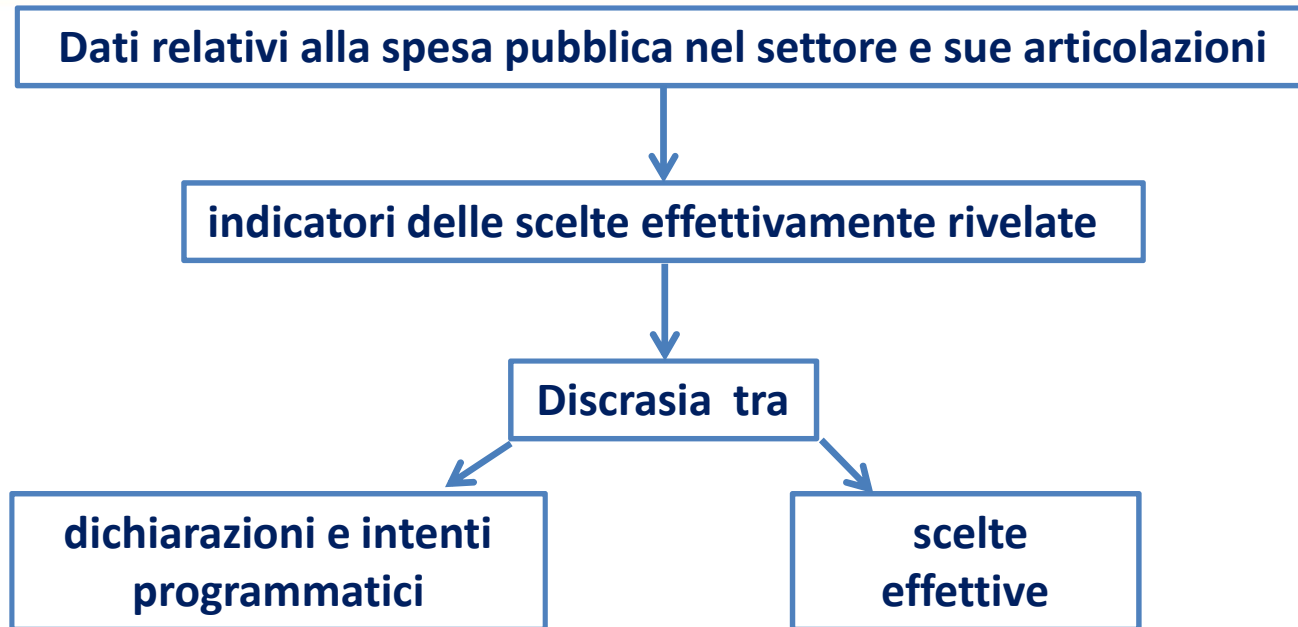 Dati relativi alla spesa pubblica nel settore e sue articolazioni
indicatori delle scelte effettivamente rivelate
Discrasia tra
dichiarazioni e intenti
programmatici
scelte
effettive